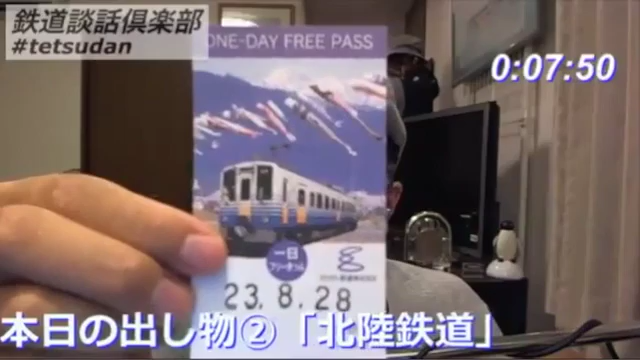 鉄道談話倶楽部
#tetsudan
ONE-DAY FREE PASS
0:07:50
一日
フリーきっぷ
23.8.28
本日の出し物②「北陸鉄道」